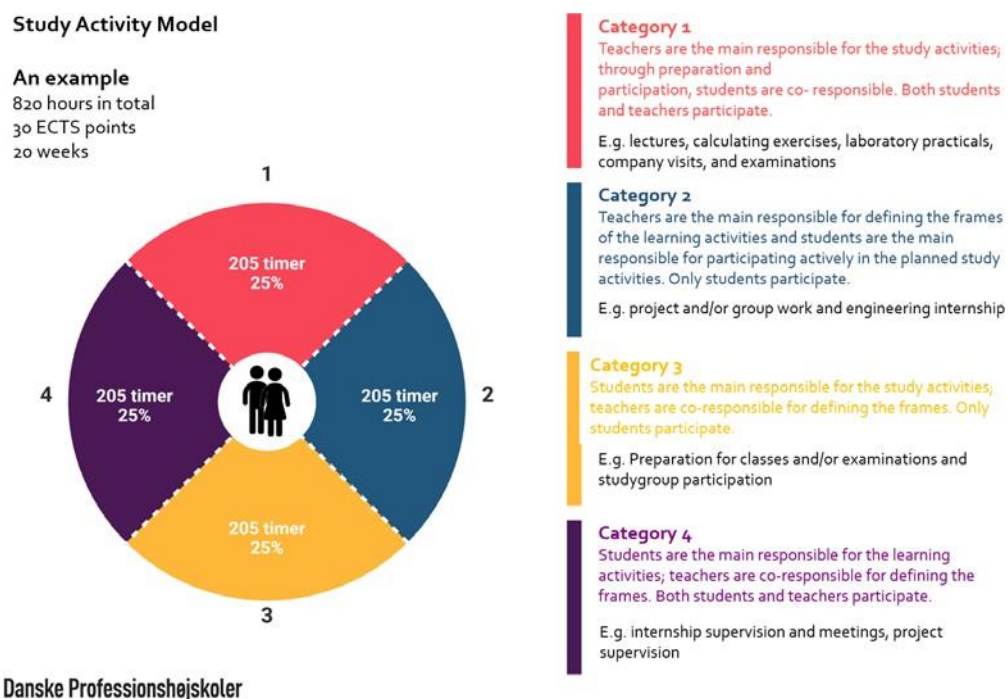 Study Activity Model
An example
820 hours in total
30 ECTS points
20 weeks
1
205 timer
25%
4
205 timer
25%
205 timer
25%
2
205 timer
25%
3
Danske Professionshøjskoler
Category 1
Teachers are the main responsible for the study activities;
through preparation and
participation, students are co- responsible. Both students
and teachers participate.
E.g. lectures, calculating exercises, laboratory practicals,
company visits, and examinations
Category 2
Teachers are the main responsible for defining the frames
of the learning activities and students are the main
responsible for participating actively in the planned study
activities. Only students participate.
E.g. project and/or group work and engineering internship
Category 3
Students are the main responsible for the study activities;
teachers are co-responsible for defining the frames. Only
students participate.
E.g. Preparation for classes and/or examinations and
studygroup participation
Category 4
Students are the main responsible for the learning
activities; teachers are co-responsible for defining the
frames. Both students and teachers participate.
E.g. internship supervision and meetings, project
supervision